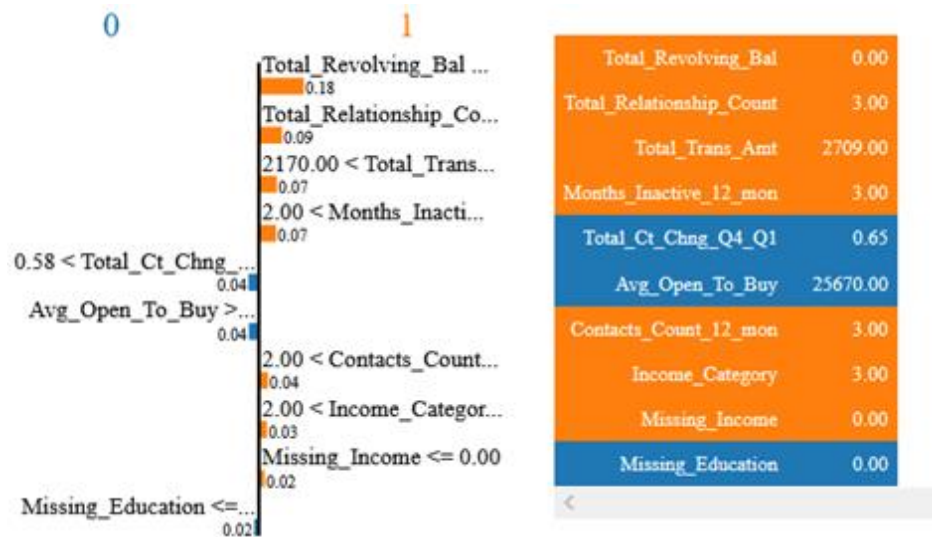 0
1
Total_Revolving_Bal ...
0.18
Total_Relationship_Co...
0.09
2170.00 < Total_Trans...
0.07
2.00 < Months_Inacti...
0.07
0.58 < Total_Ct_Chng_...
0.04
Avg_Open_To_Buy >...
0.04
2.00 < Contacts_Count...
0.04
2.00 < Income_Categor...
0.03
Missing_Income <= 0.00
0.02
Missing_Education <=...
0.02
Total_Revolving_Bal 0.00
Total_Relationship_Count 3.00
Total_Trans_Amt 2709.00
Months_Inactive_12_mon 3.00
Total_Ct_Chng_Q4_Q1 0.65
Avg_Open_To_Buy 25670.00
Contacts_Count_12_mon 3.00
Income_Category 3.00
Missing_Income 0.00
Missing_Education 0.00